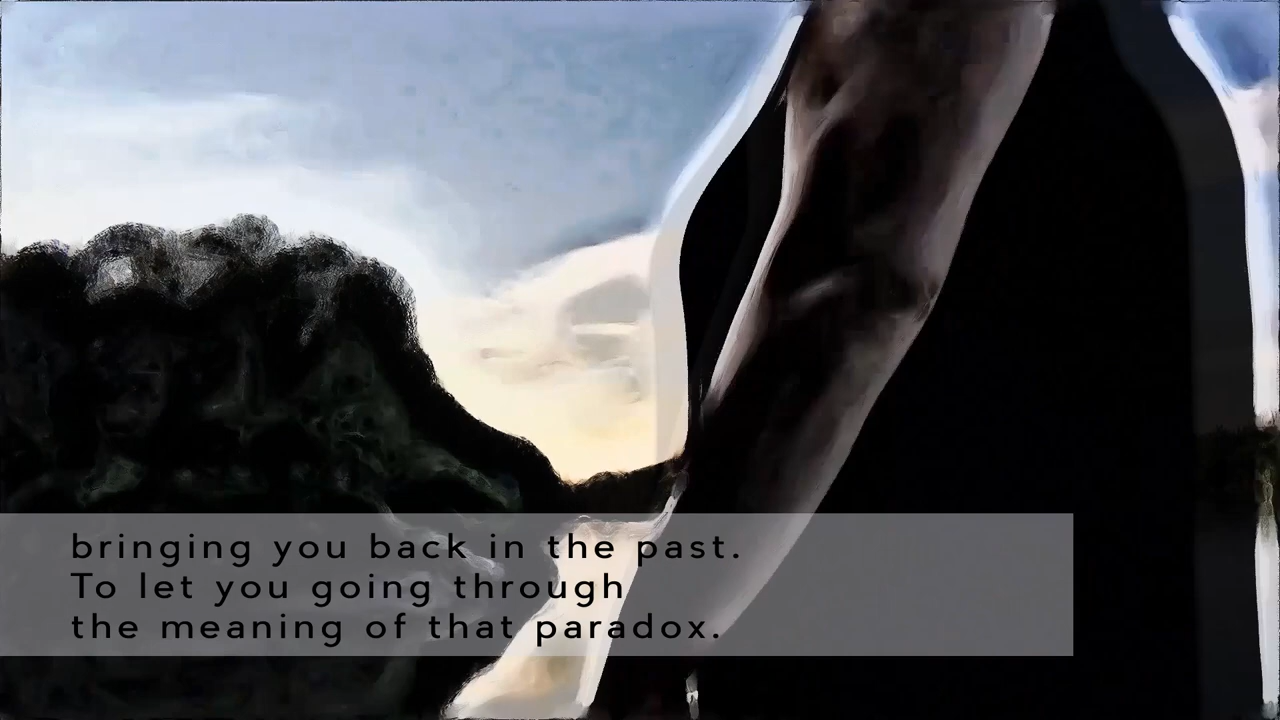 bringing you back in the past.
To let you going through
the meaning of that paradox.